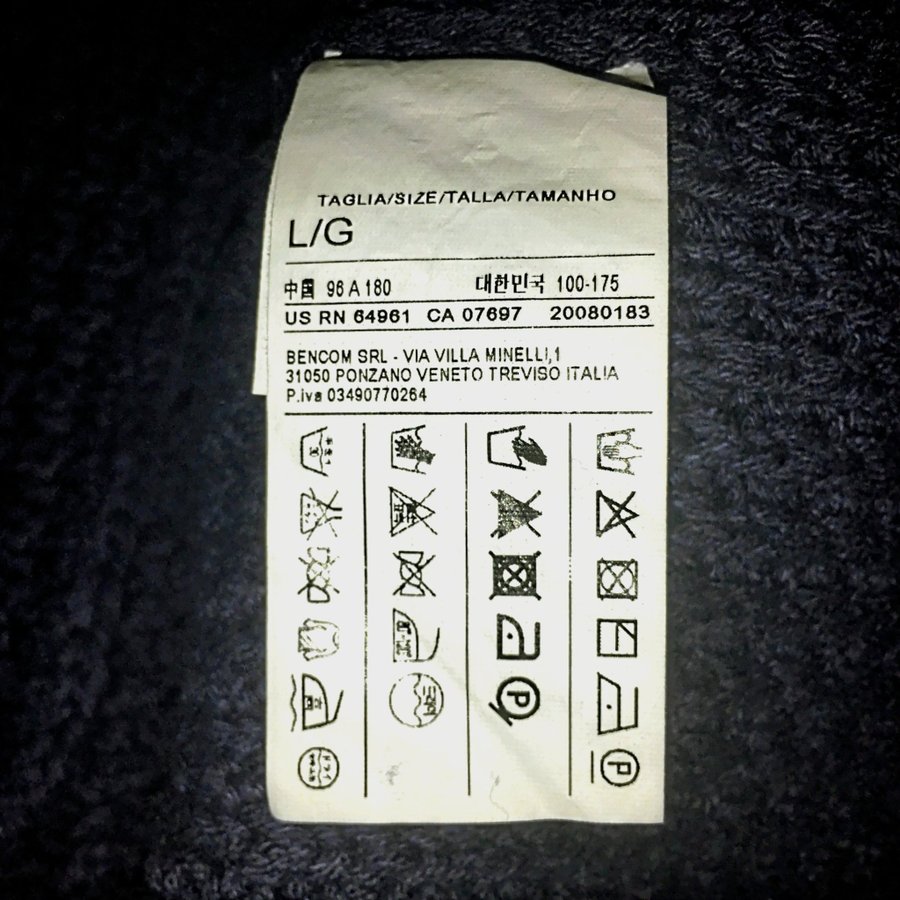 TAGLIA/SIZE/TALLA/TAMANHO
L/G
中国 96 A 180 대한민국 100-175
US RN 64961 CA 07697 20080183
BENCOM SRL - VIA VILLA MINELLI,1
31050 PONZANO VENETO TREVISO ITALIA
P.iva 03490770264
P
P